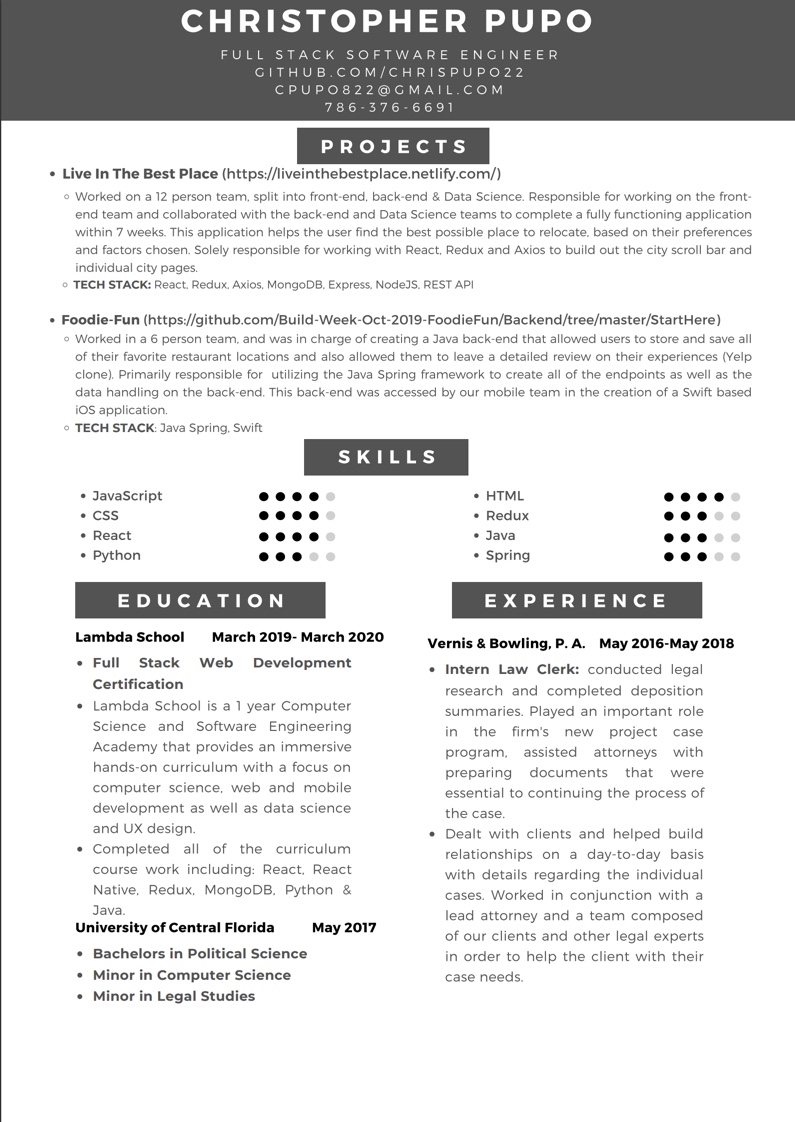 CHRISTOPHER PUPO
FULL STACK SOFTWARE ENGINEER
GITHUB.COM/CHRISPUPO22
CPUPO822@GMAIL.COM
786-376-6691
PROJECTS
• Live In The Best Place (https://liveinthebestplace.netlify.com/)
◦ Worked on a 12 person team, split into front-end, back-end & Data Science. Responsible for working on the front-
end team and collaborated with the back-end and Data Science teams to complete a fully functioning application
within 7 weeks. This application helps the user find the best possible place to relocate, based on their preferences
and factors chosen. Solely responsible for working with React, Redux and Axios to build out the city scroll bar and
individual city pages.
◦ TECH STACK: React, Redux, Axios, MongoDB, Express, NodeJS, REST API
• Foodie-Fun (https://github.com/Build-Week-Oct-2019-FoodieFun/Backend/tree/master/StartHere)
◦ Worked in a 6 person team, and was in charge of creating a Java back-end that allowed users to store and save all
of their favorite restaurant locations and also allowed them to leave a detailed review on their experiences (Yelp
clone). Primarily responsible for utilizing the Java Spring framework to create all of the endpoints as well as the
data handling on the back-end. This back-end was accessed by our mobile team in the creation of a Swift based
iOS application.
◦ TECH STACK: Java Spring, Swift
SKILLS
• JavaScript
• CSS
• React
• Python
• HTML
• Redux
• Java
• Spring
EDUCATION
Lambda School March 2019- March 2020
• Full Stack Web Development
Certification
• Lambda School is a 1 year Computer
Science and Software Engineering
Academy that provides an immersive
hands-on curriculum with a focus on
computer science, web and mobile
development as well as data science
and UX design.
• Completed all of the curriculum
course work including: React, React
Native, Redux, MongoDB, Python &
Java.
University of Central Florida May 2017
• Bachelors in Political Science
• Minor in Computer Science
• Minor in Legal Studies
EXPERIENCE
Vernis & Bowling, P. A. May 2016-May 2018
• Intern Law Clerk: conducted legal
research and completed deposition
summaries. Played an important role
in the firm's new project case
program, assisted attorneys with
preparing documents that were
essential to continuing the process of
the case.
• Dealt with clients and helped build
relationships on a day-to-day basis
with details regarding the individual
cases. Worked in conjunction with a
lead attorney and a team composed
of our clients and other legal experts
in order to help the client with their
case needs.